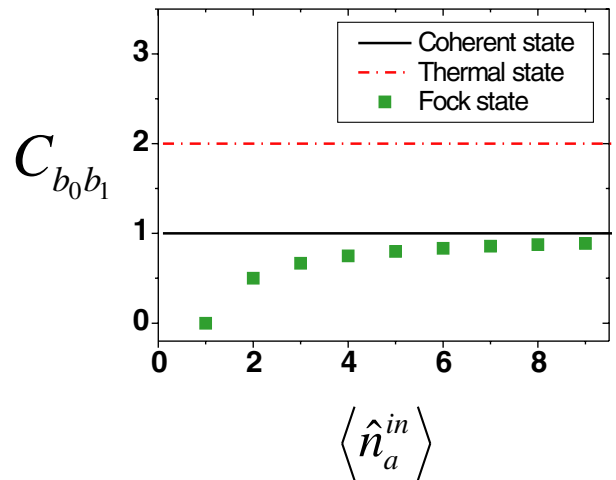 3
Coherent state
Thermal state
Fock state
C_{b_0 b_1}
2
1
0
0 2 4 6 8
⟨n̂_a^{in}⟩